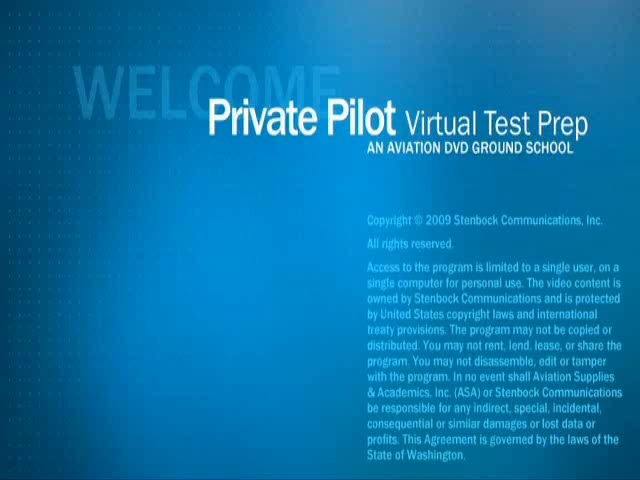 WELCOME
Private Pilot Virtual Test Prep
AN AVIATION DVD GROUND SCHOOL
Copyright © 2009 Stenbock Communications, Inc.
All rights reserved.
Access to the program is limited to a single user, on a
single computer for personal use. The video content is
owned by Stenbock Communications and is protected
by United States copyright laws and international
treaty provisions. The program may not be copied or
distributed. You may not rent, lend, lease, or share the
program. You may not disassemble, edit or tamper
with the program. In no event shall Aviation Supplies
& Academics, Inc. (ASA) or Stenbock Communications
be responsible for any indirect, special, incidental,
consequential or similar damages or lost data or
profits. This Agreement is governed by the laws of the
State of Washington.